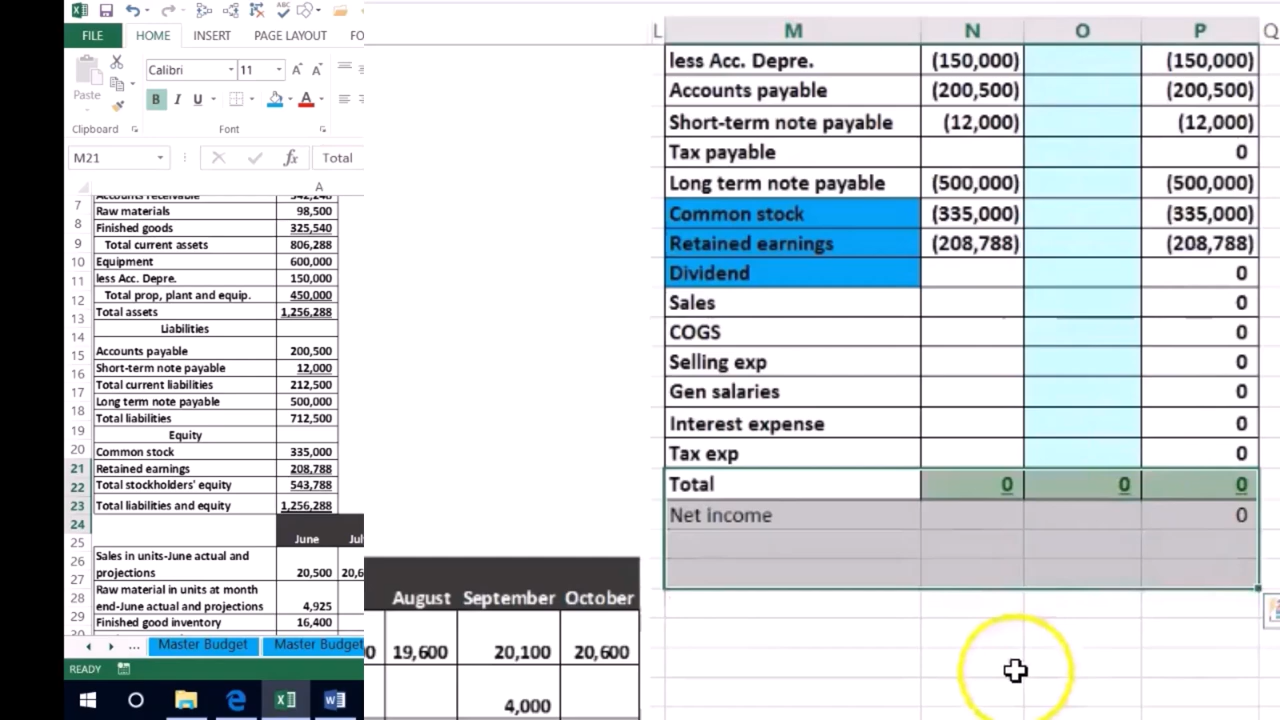 FILE HOME INSERT PAGE LAYOUT FO
Calibri 11 A A
Paste B I U A
Clipboard Font
M21 fx Total
A
7
8 Raw materials 98,500
9 Finished goods 325,540
Total current assets 806,288
10 Equipment 600,000
11 less Acc. Depre. 150,000
12 Total prop, plant and equip. 450,000
13 Total assets 1,256,288
14 Liabilities
15 Accounts payable 200,500
16 Short-term note payable 12,000
17 Total current liabilities 212,500
18 Long term note payable 500,000
19 Total liabilities 712,500
Equity
20 Common stock 335,000
21 Retained earnings 208,788
22 Total stockholders' equity 543,788
23 Total liabilities and equity 1,256,288
24
25 June
26 Sales in units-June actual and
27 projections 20,500
28 Raw material in units at month
end-June actual and projections 4,925
29 Finished good inventory 16,400
... Master Budget Master Budget
READY
August September October
0 19,600 20,100 20,600
4,000
L M N O P Q
less Acc. Depre. (150,000) (150,000)
Accounts payable (200,500) (200,500)
Short-term note payable (12,000) (12,000)
Tax payable 0
Long term note payable (500,000) (500,000)
Common stock (335,000) (335,000)
Retained earnings (208,788) (208,788)
Dividend 0
Sales 0
COGS 0
Selling exp 0
Gen salaries 0
Interest expense 0
Tax exp 0
Total 0 0 0
Net income 0